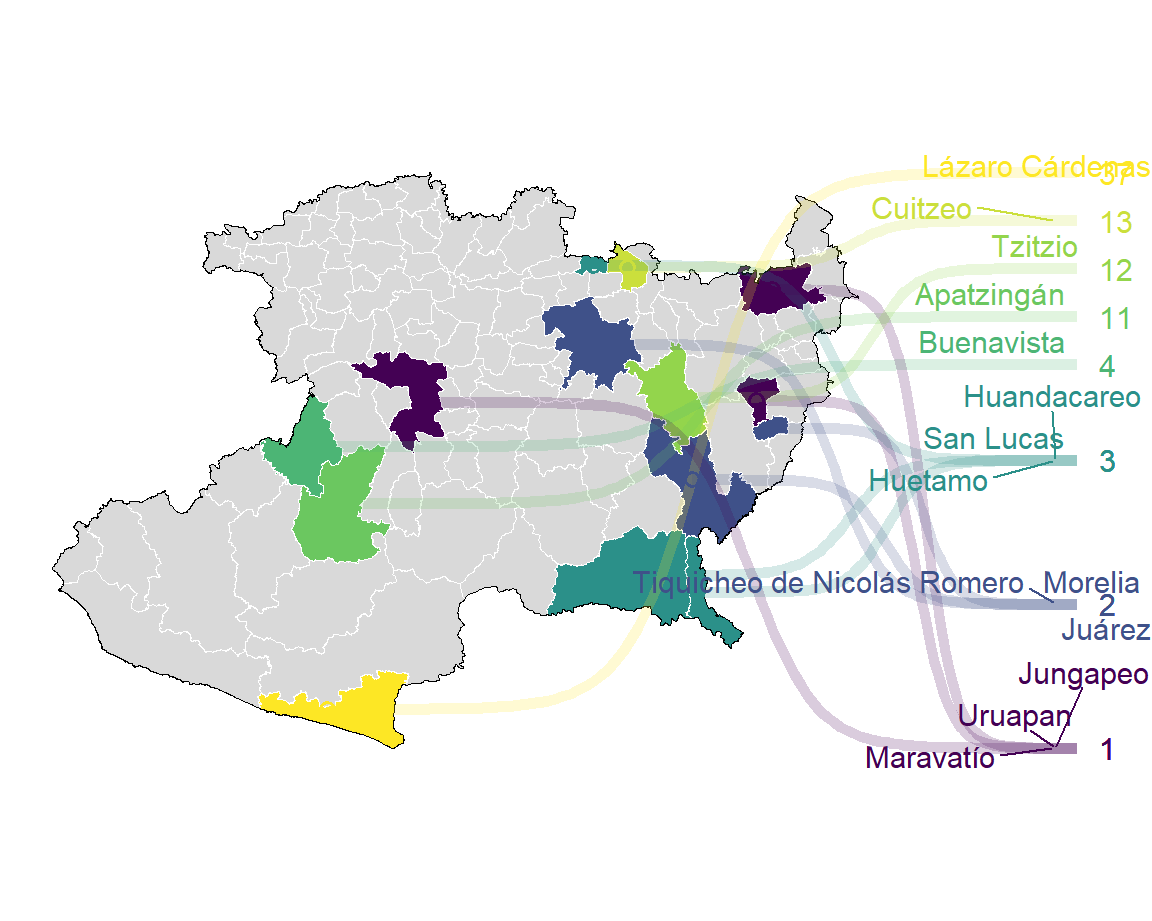 Lázaro Cárdenas 37
Cuitzeo 13
Tzitzio 12
Apatzingán 11
Buenavista 4
Huandacareo
San Lucas 3
Huetamo
Tiquicheo de Nicolás Romero Morelia
2
Juárez
Jungapeo
Uruapan
Maravatío 1